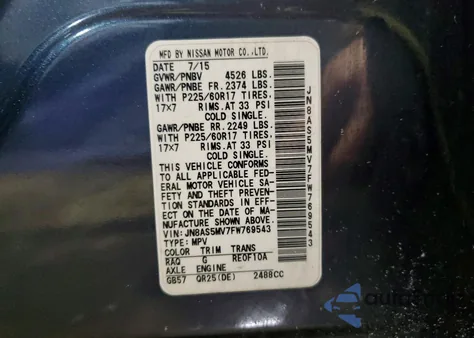 MFD BY NISSAN MOTOR CO.,LTD.
DATE 7/15
GVWR/PNBV 4526 LBS.
GAWR/PNBE FR. 2374 LBS.
WITH P225/60R17 TIRES.
17X7 RIMS.AT 33 PSI
COLD SINGLE.
GAWR/PNBE RR. 2249 LBS.
WITH P225/60R17 TIRES.
17X7 RIMS.AT 33 PSI
COLD SINGLE.
THIS VEHICLE CONFORMS
TO ALL APPLICABLE FED-
ERAL MOTOR VEHICLE SA-
FETY AND THEFT PREVEN-
TION STANDARDS IN EFF-
ECT ON THE DATE OF MA-
NUFACTURE SHOWN ABOVE.
VIN:JN8AS5MV7FW769543
TYPE:MPV
COLOR TRIM TRANS
RAQ G RE0F10A
AXLE ENGINE
GB57 QR25(DE) 2488CC
JN8AS5MV7FW769543